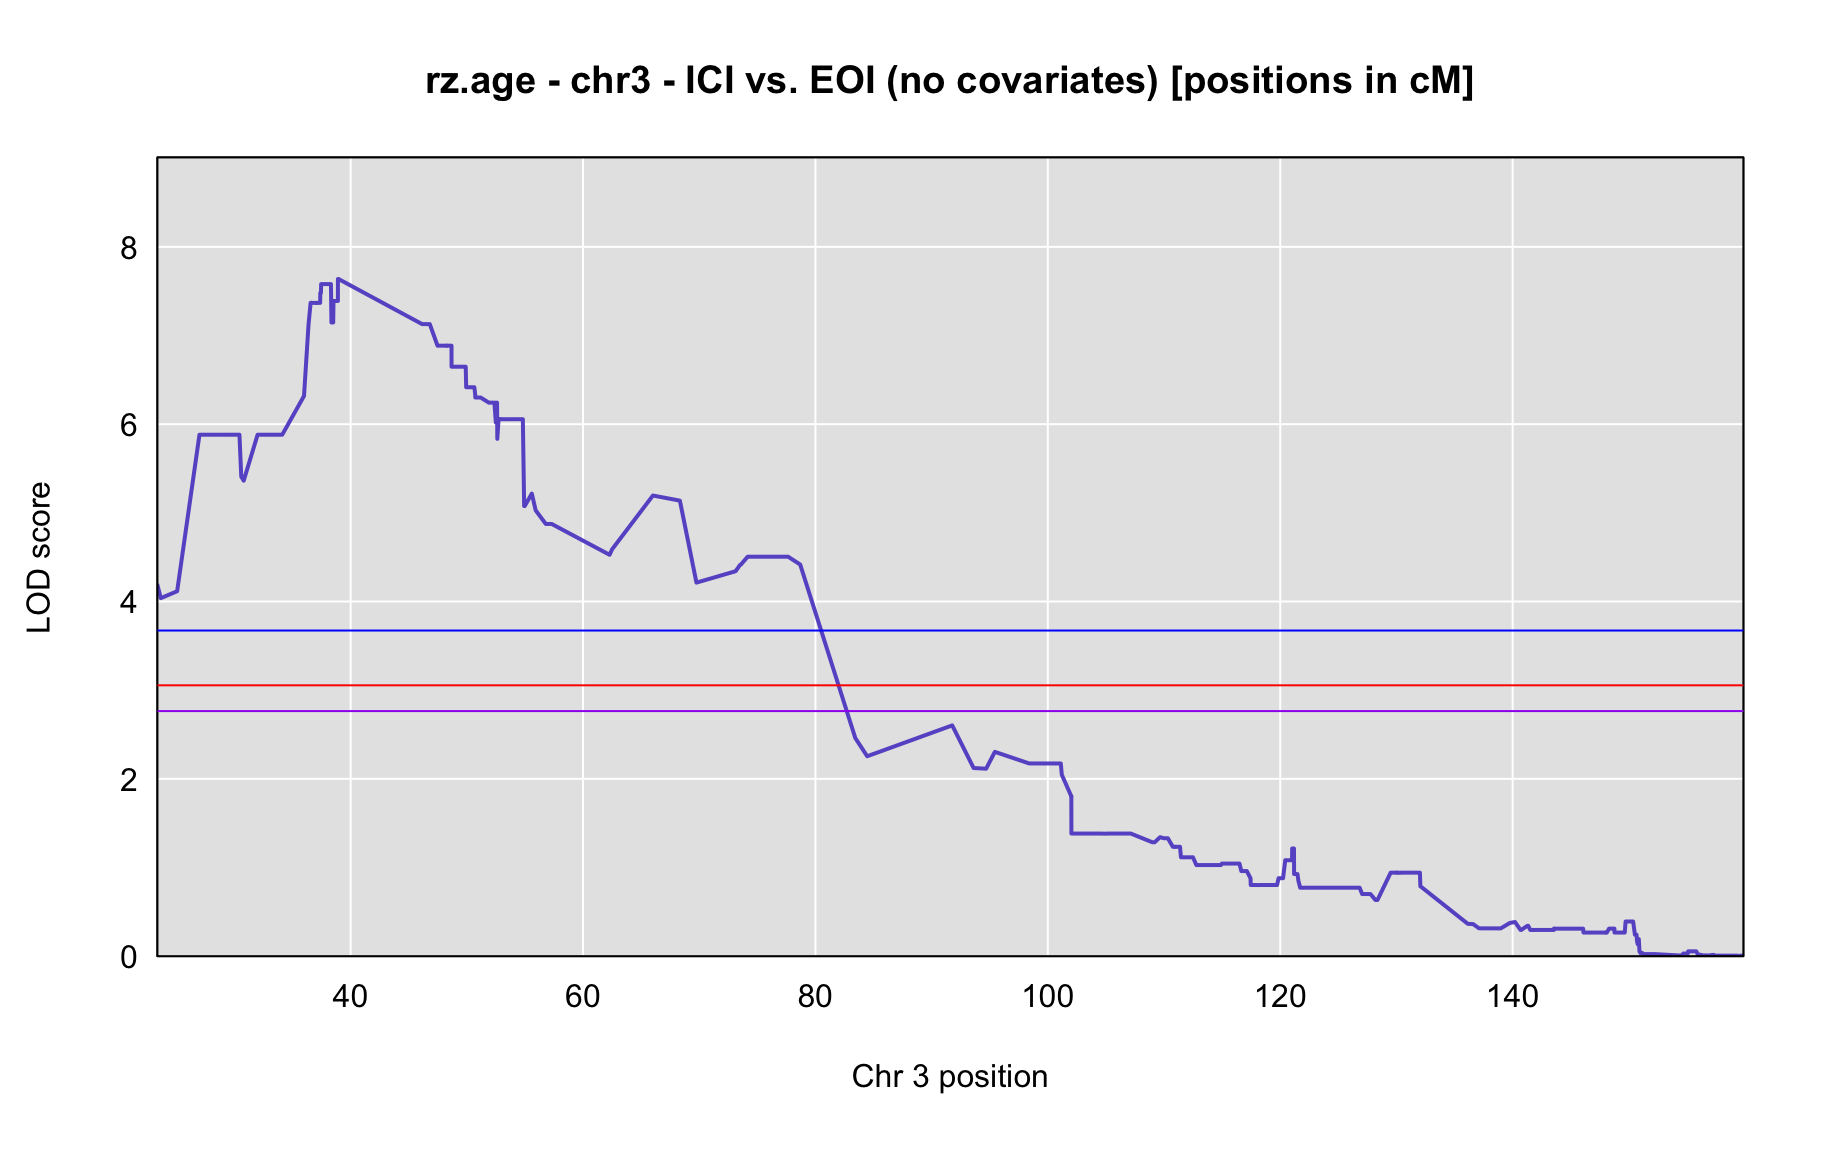 rz.age - chr3 - ICI vs. EOI (no covariates) [positions in cM]
8
6
4
2
0
LOD score
40 60 80 100 120 140
Chr 3 position